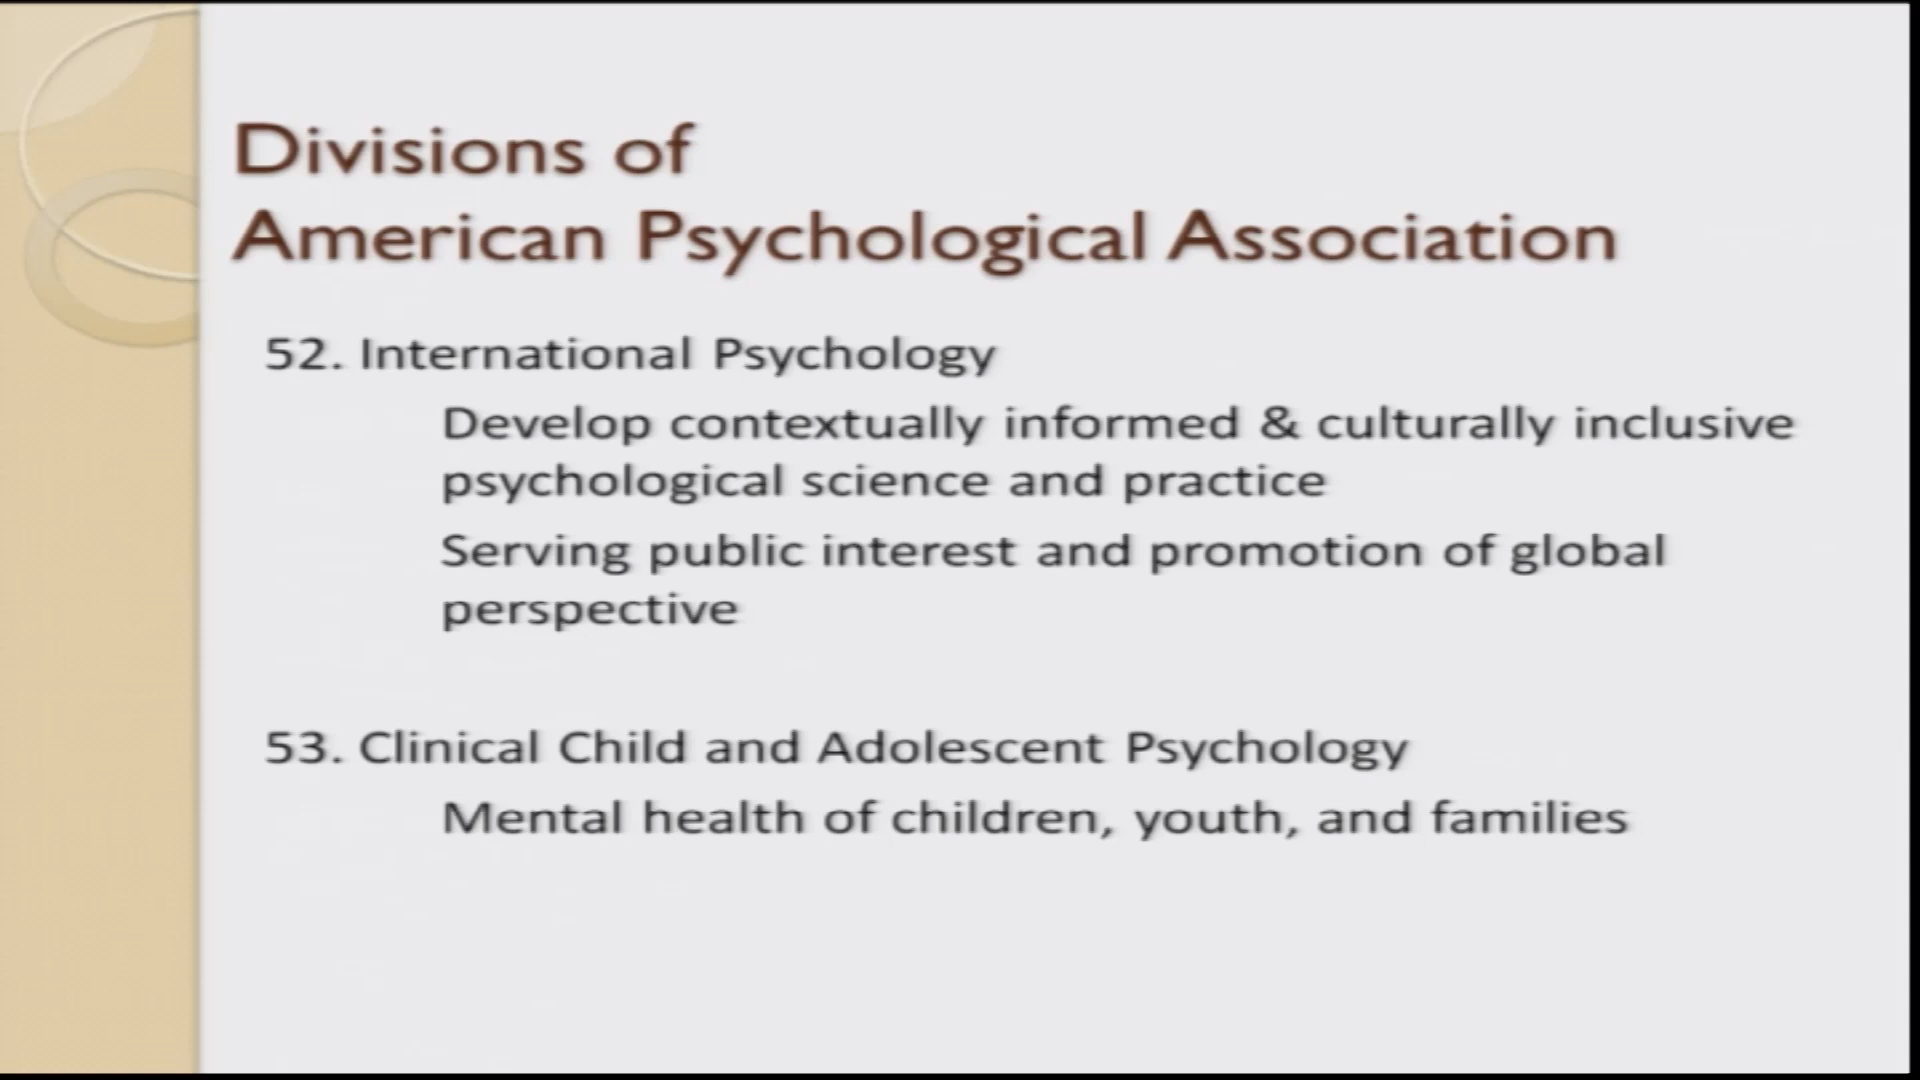 Divisions of
American Psychological Association
52. International Psychology
Develop contextually informed & culturally inclusive
psychological science and practice
Serving public interest and promotion of global
perspective
53. Clinical Child and Adolescent Psychology
Mental health of children, youth, and families